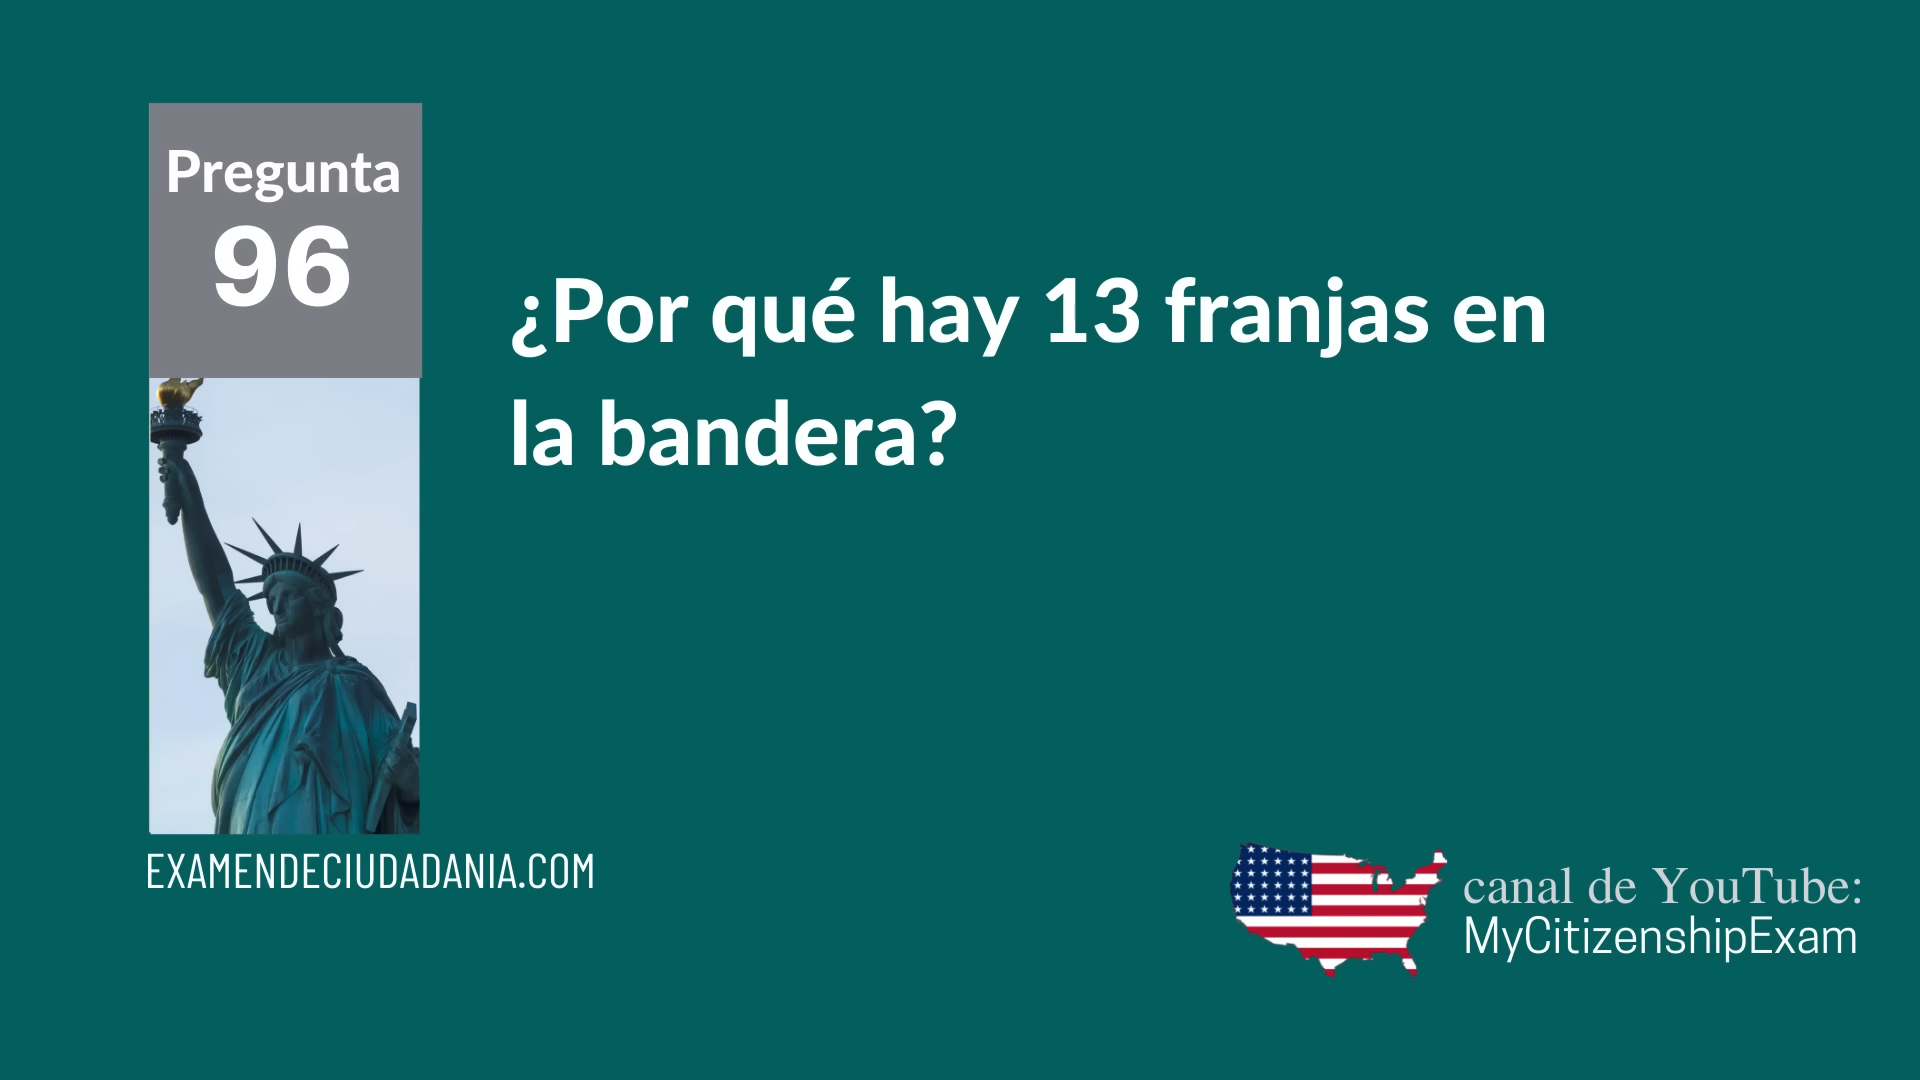 Pregunta
96
¿Por qué hay 13 franjas en
la bandera?
EXAMENDECIUDADANIA.COM
canal de YouTube:
MyCitizenshipExam